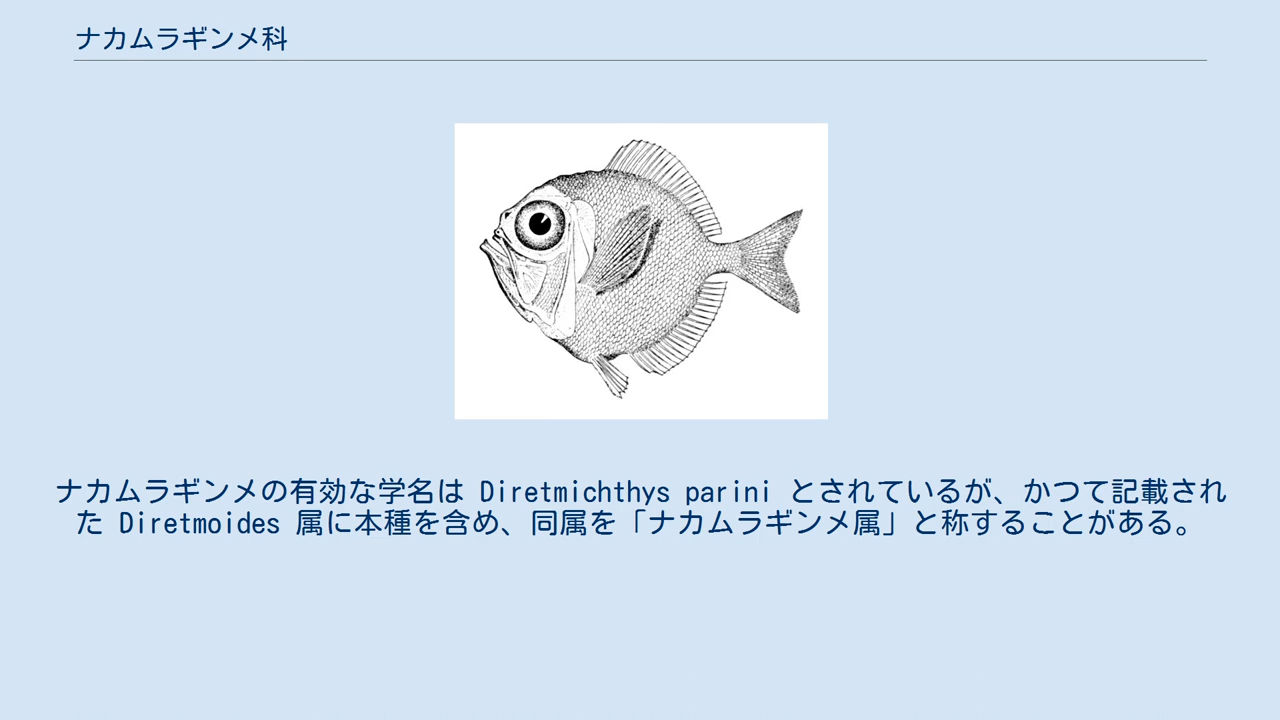 ナカムラギンメ科
ナカムラギンメの有効な学名は Diretmichthys parini とされているが、かつて記載され
た Diretmoides 属に本種を含め、同属を「ナカムラギンメ属」と称することがある。